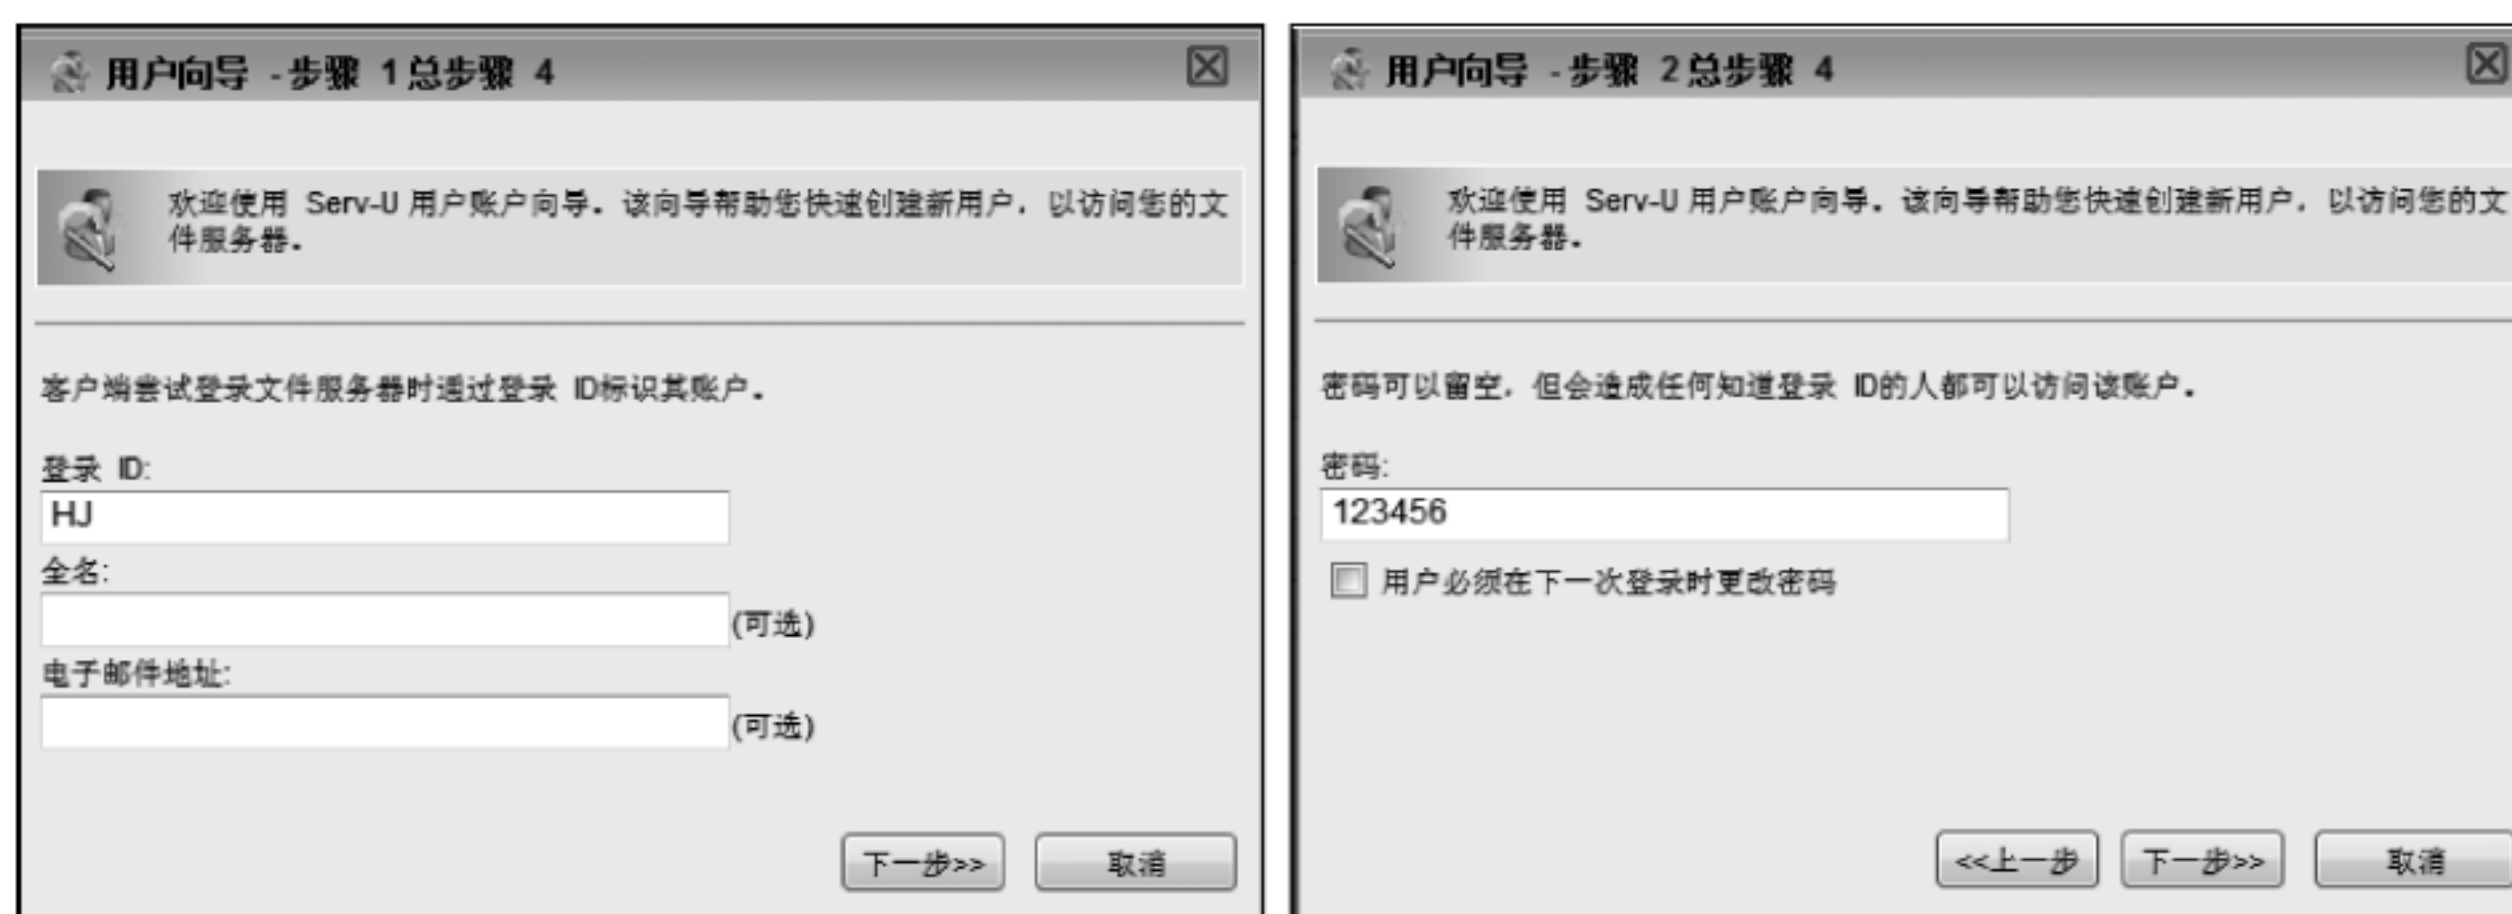 用户向导 - 步骤 1总步骤 4
欢迎使用 Serv-U 用户账户向导。该向导帮助您快速创建新用户，以访问您的文
件服务器。
客户端尝试登录文件服务器时通过登录 ID标识其账户。
登录 ID:
HJ
全名:
(可选)
电子邮件地址:
(可选)
下一步>>
取消
用户向导 - 步骤 2总步骤 4
欢迎使用 Serv-U 用户账户向导。该向导帮助您快速创建新用户，以访问您的文
件服务器。
密码可以留空，但会造成任何知道登录 ID的人都可以访问该账户。
密码:
123456
用户必须在下一次登录时更改密码
<<上一步
下一步>>
取消